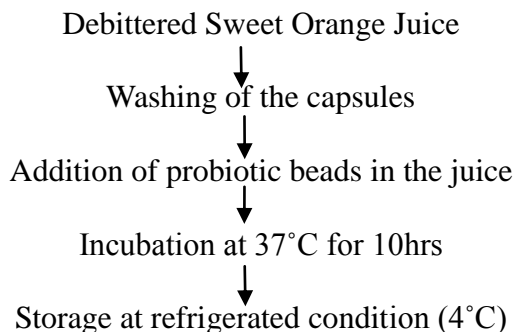 Debittered Sweet Orange Juice
Washing of the capsules
Addition of probiotic beads in the juice
Incubation at 37˚C for 10hrs
Storage at refrigerated condition (4˚C)